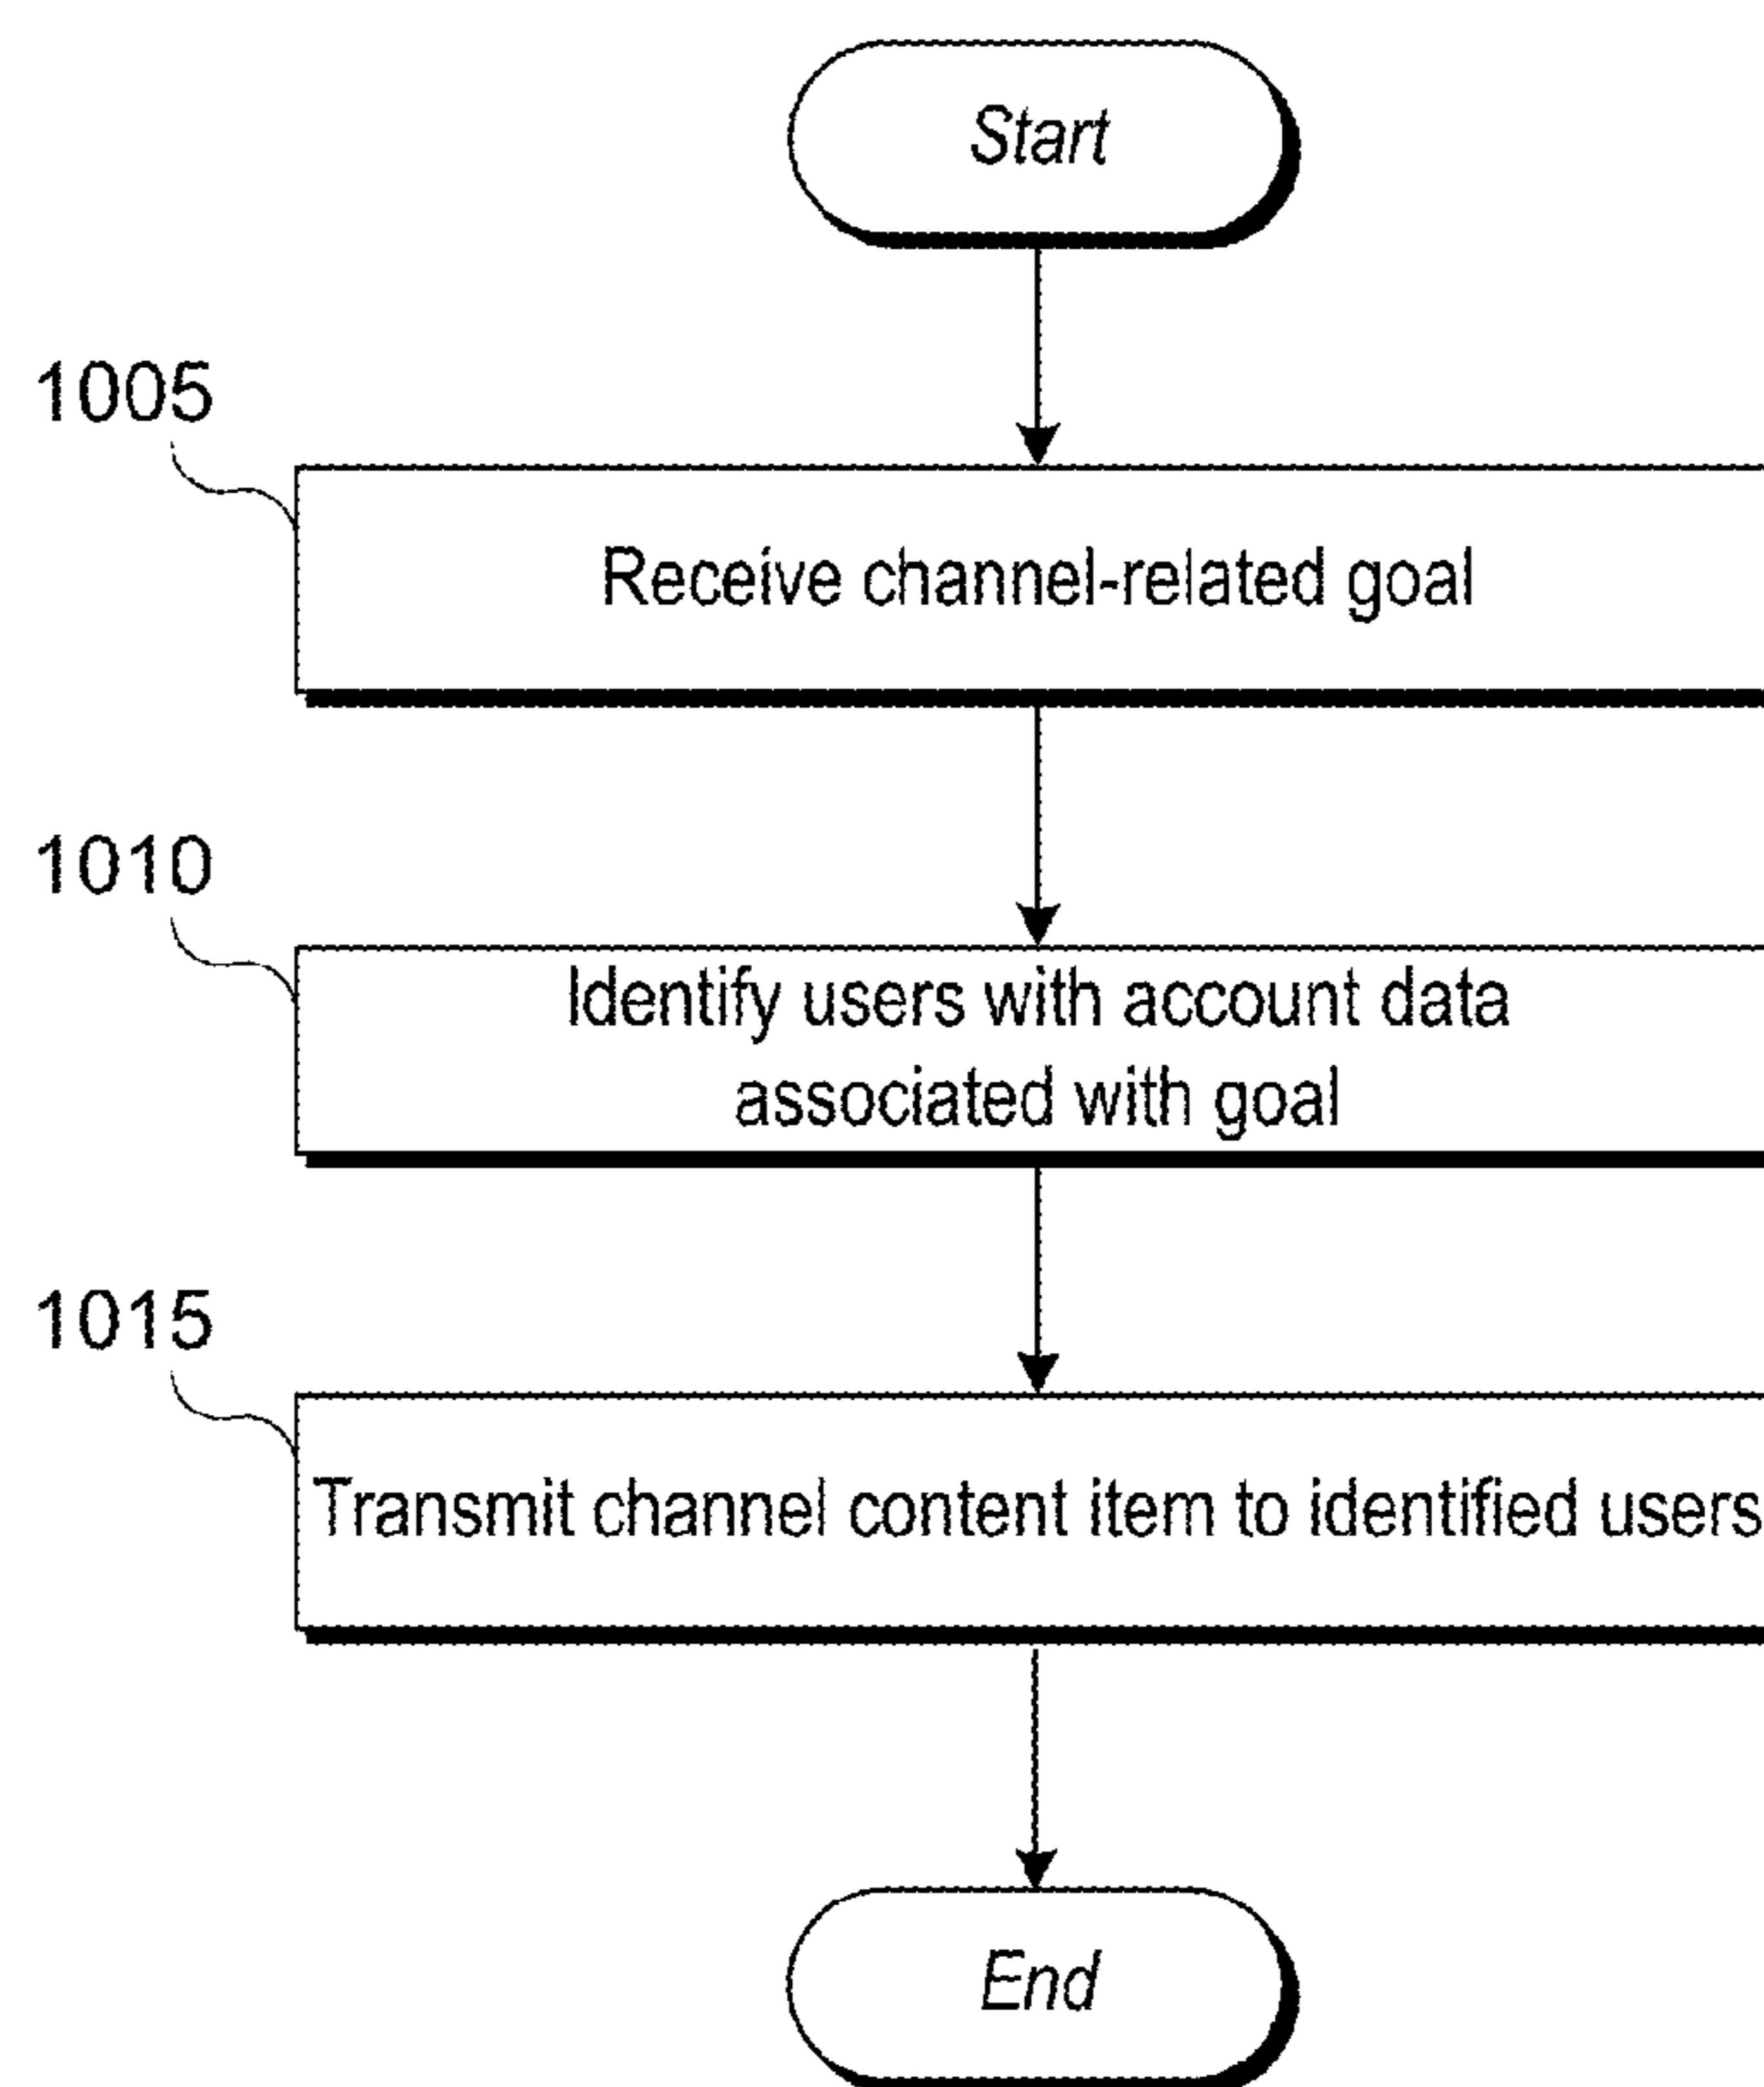 Start
1005
Receive channel-related goal
1010
Identify users with account data
associated with goal
1015
Transmit channel content item to identified users
End